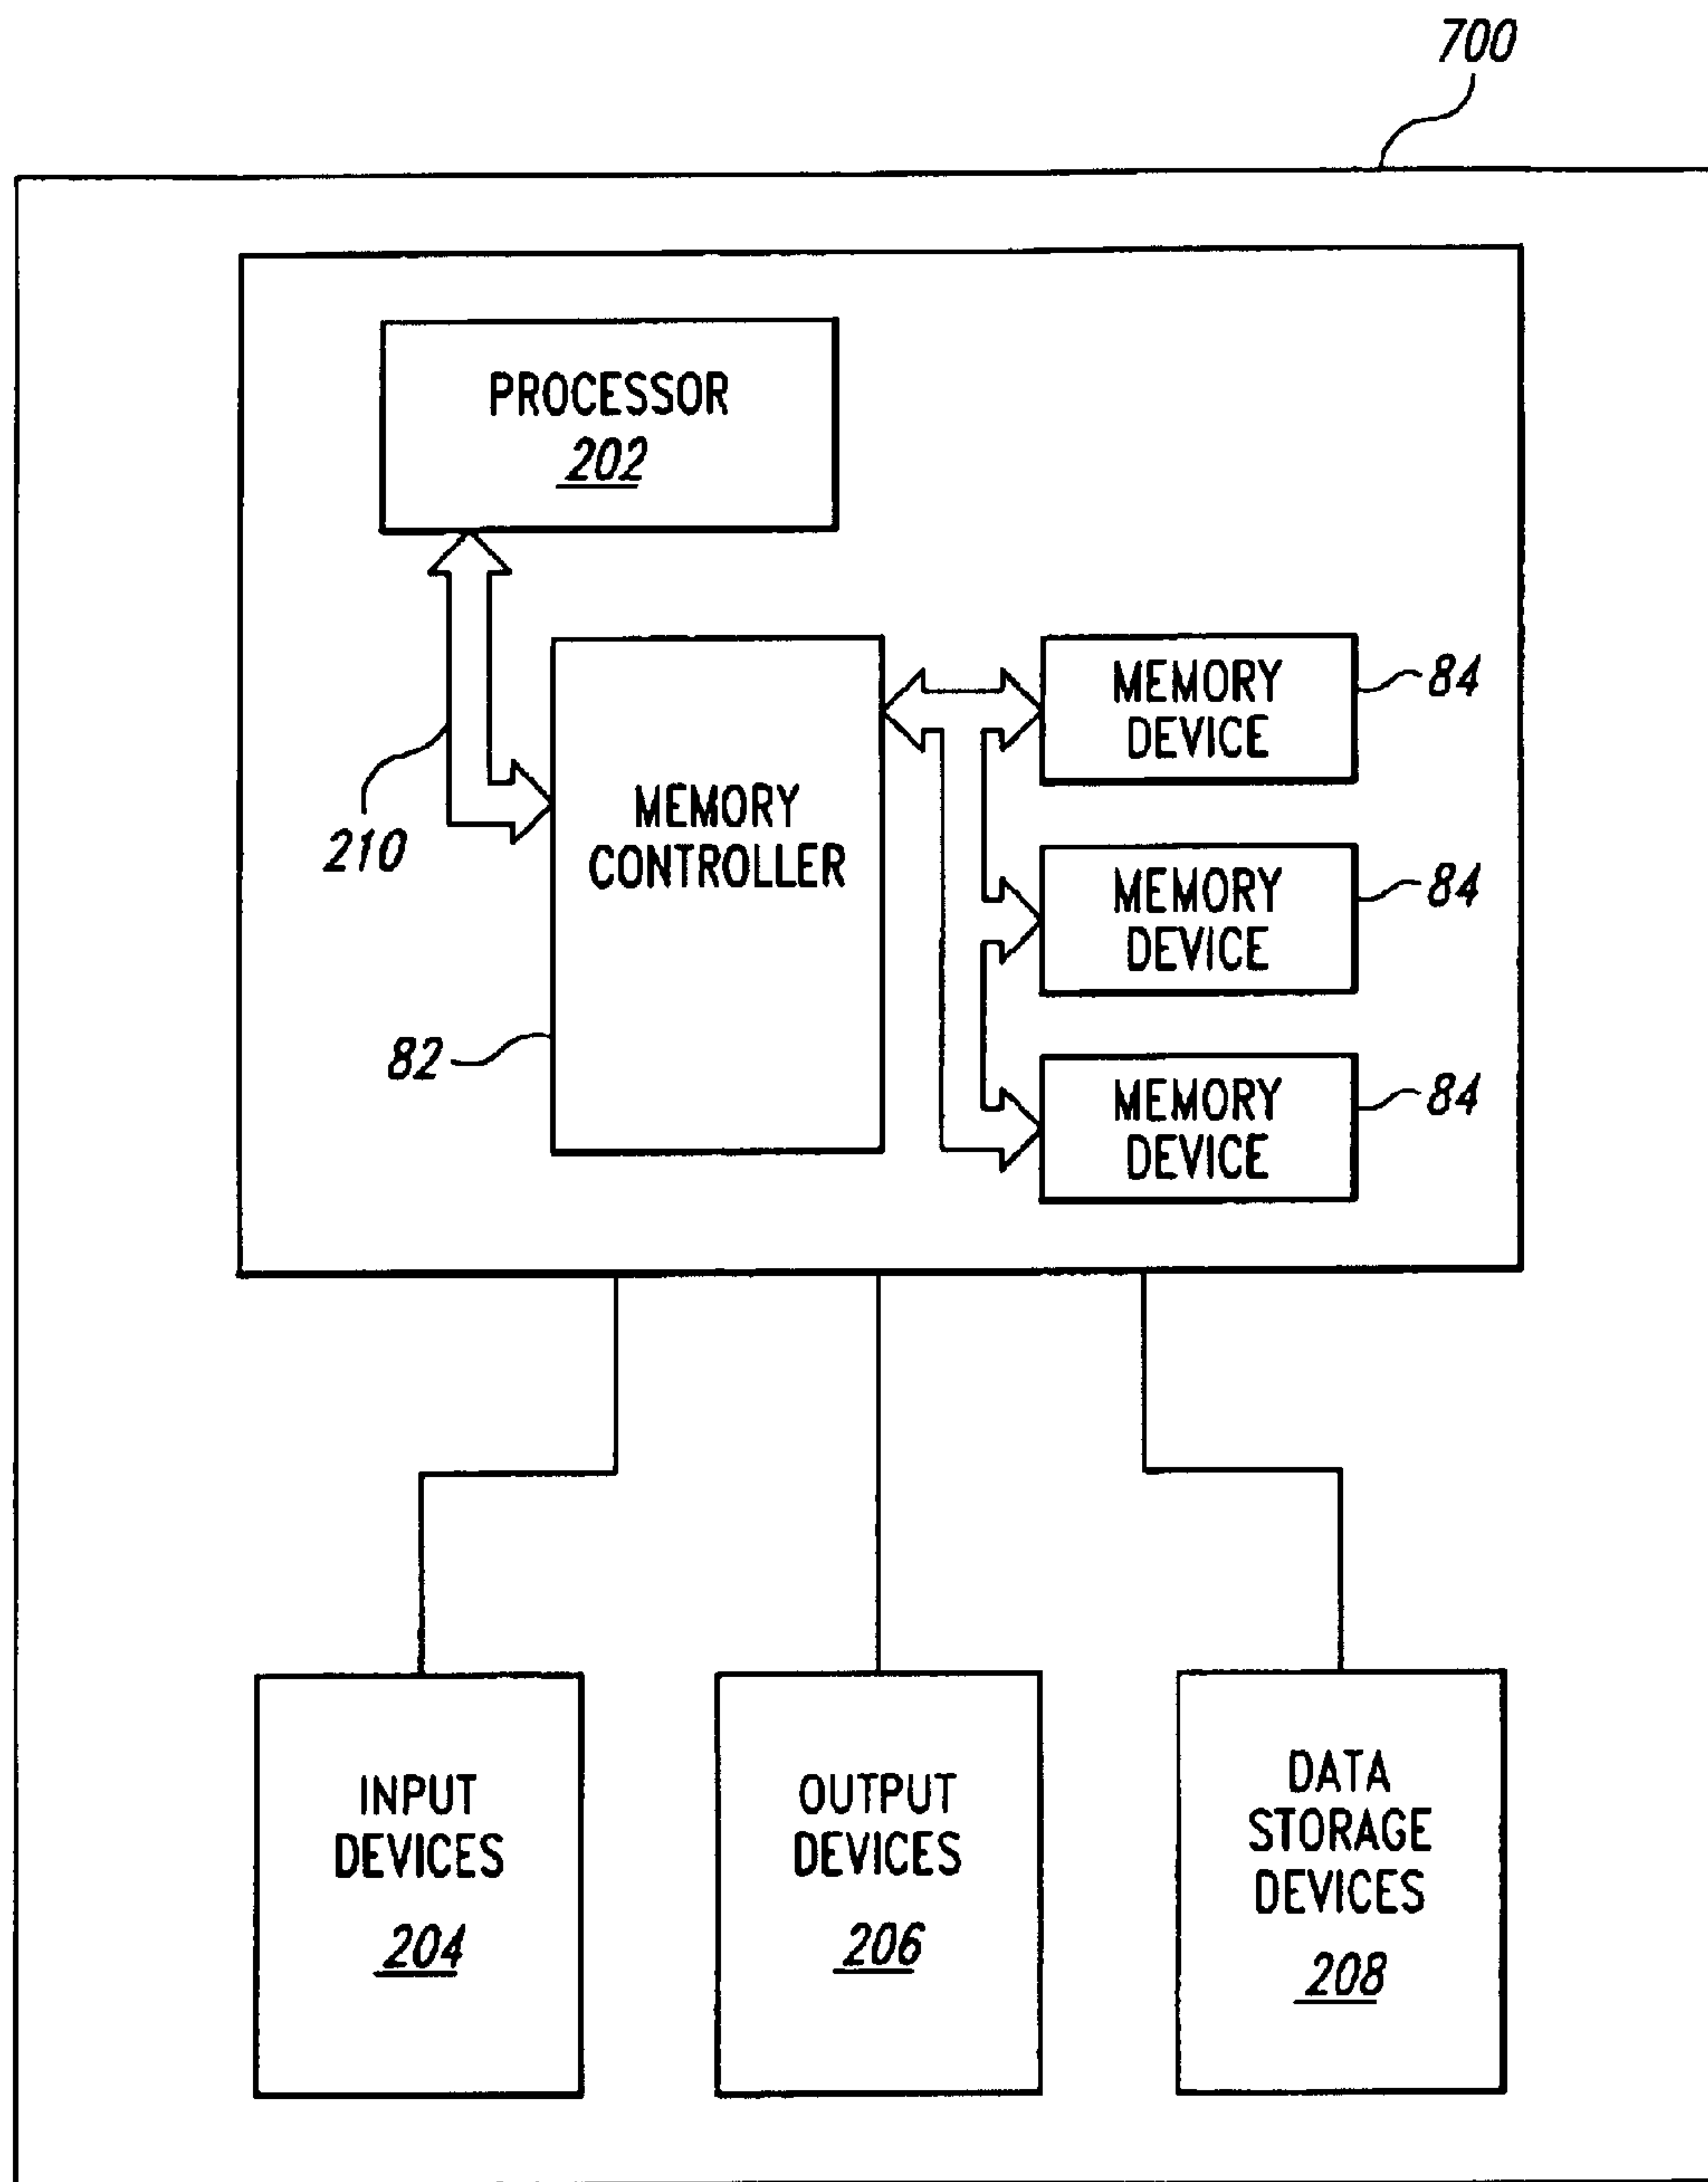 700
PROCESSOR
202
210
MEMORY
CONTROLLER
82
MEMORY
DEVICE
84
MEMORY
DEVICE
84
MEMORY
DEVICE
84
INPUT
DEVICES
204
OUTPUT
DEVICES
206
DATA
STORAGE
DEVICES
208